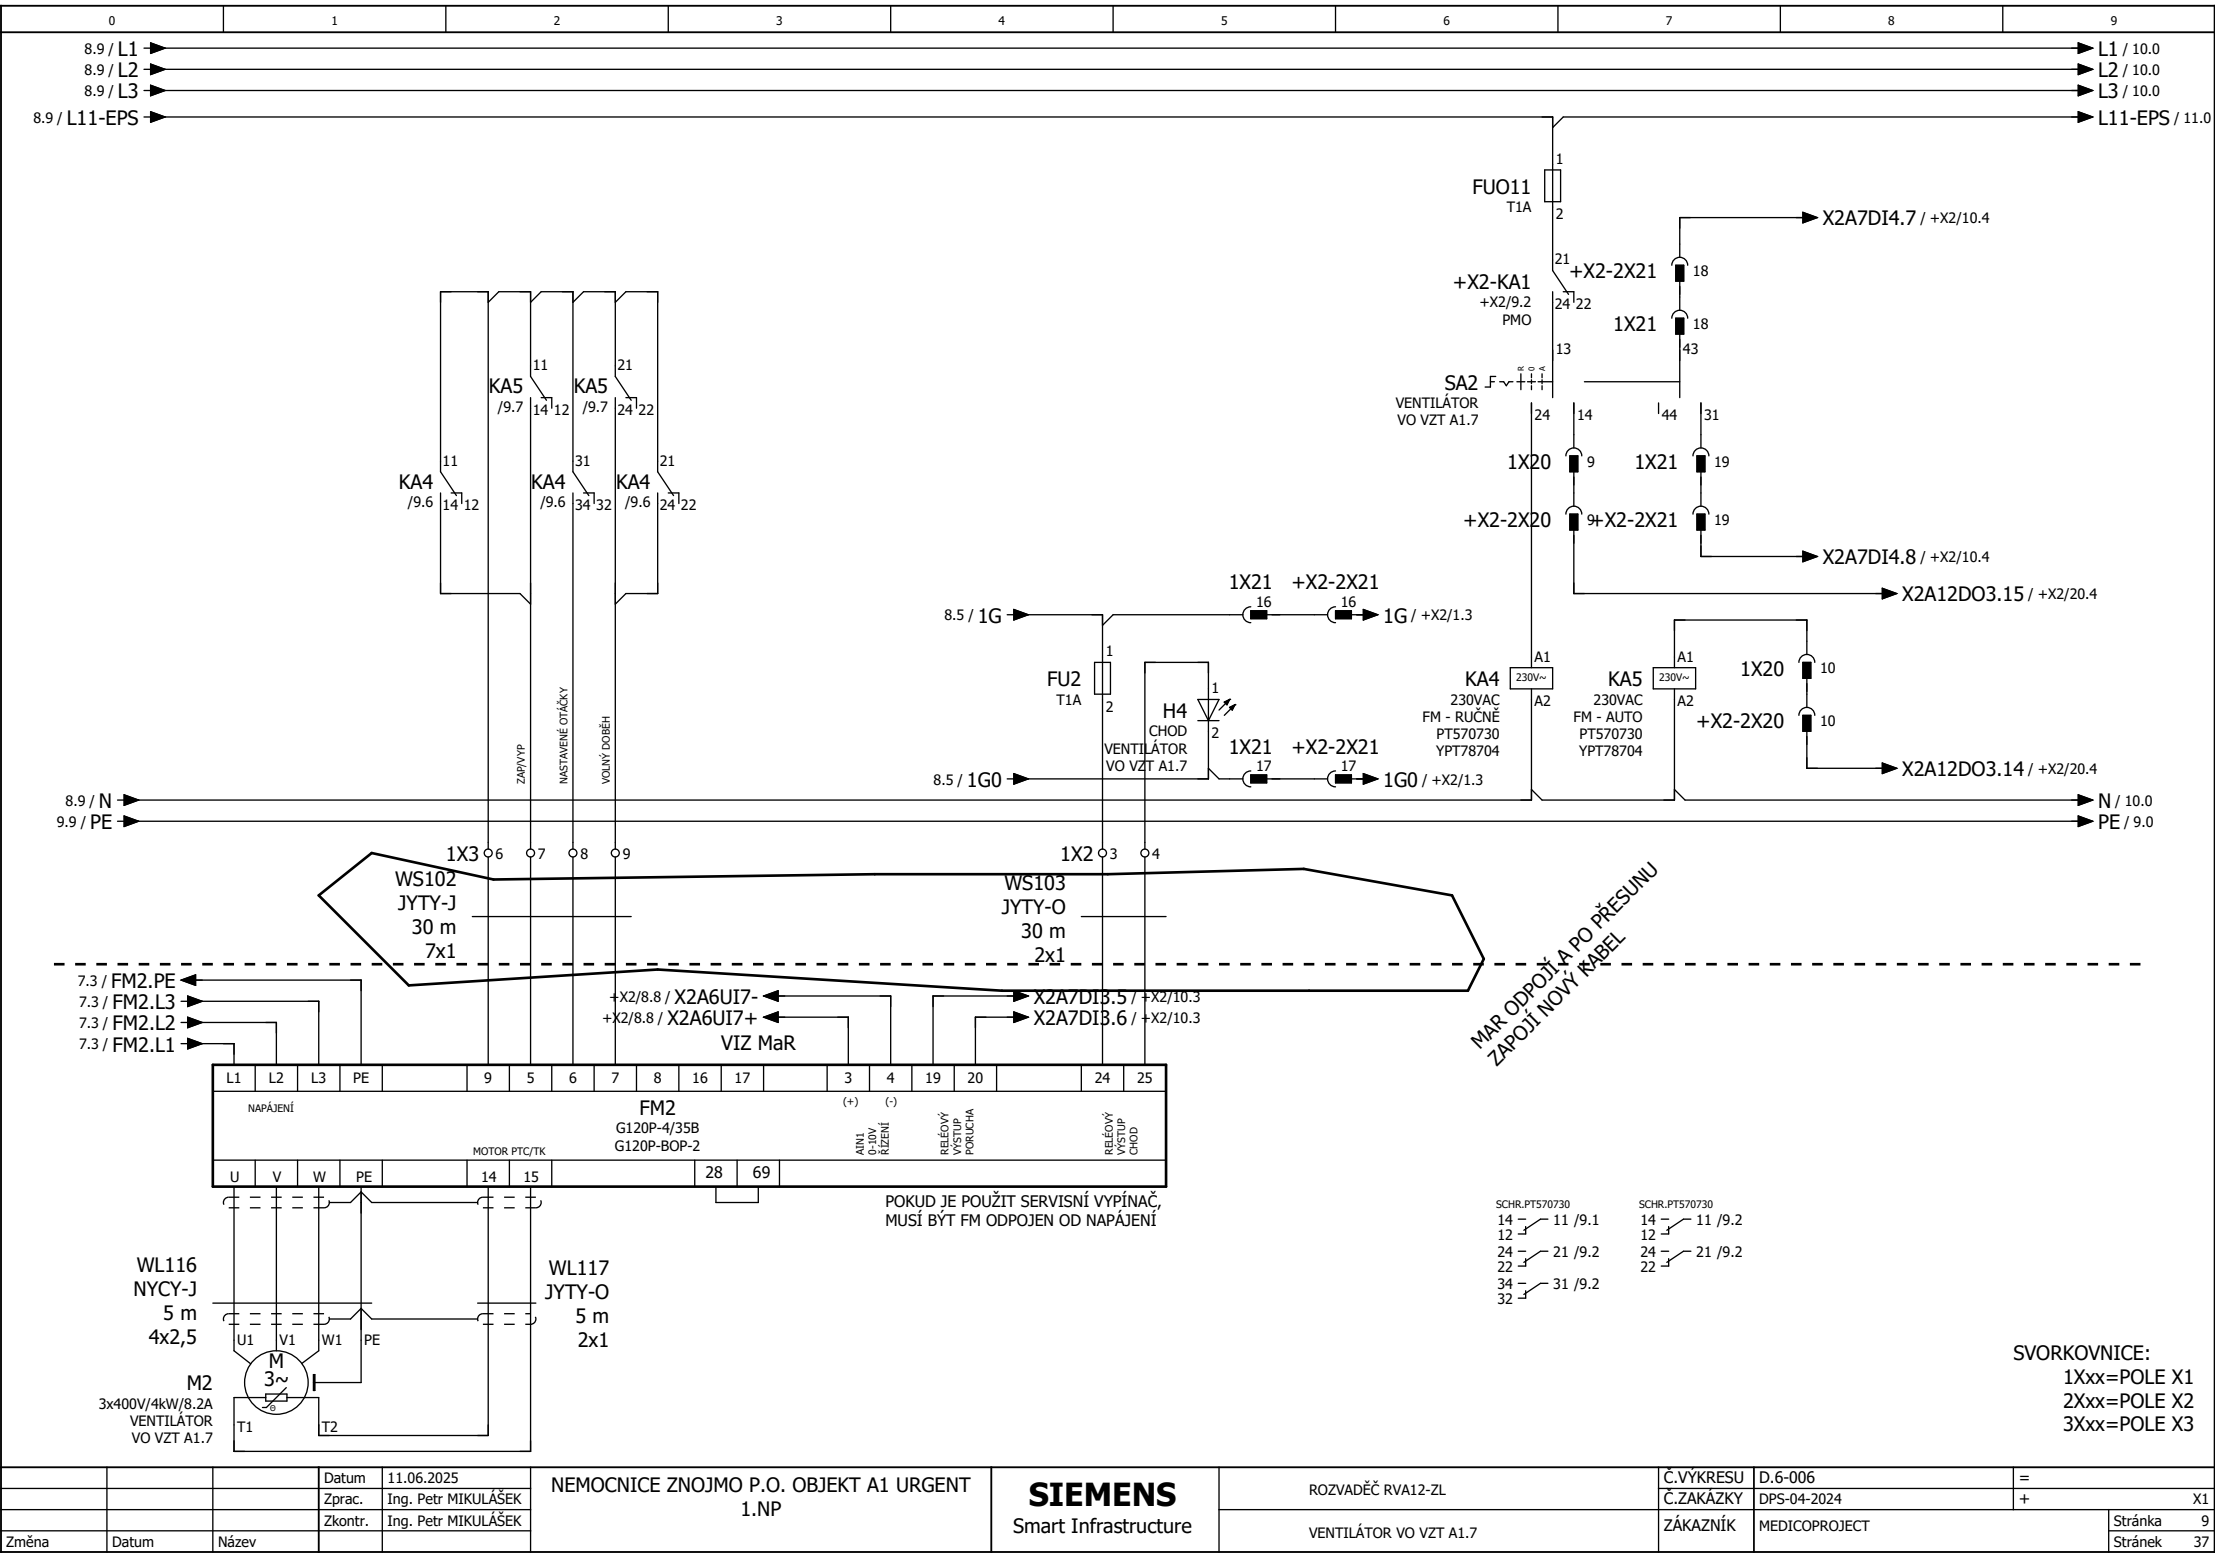 0 1 2 3 4 5 6 7 8 9
8.9 / L1
L1 / 10.0
8.9 / L2
L2 / 10.0
8.9 / L3
L3 / 10.0
8.9 / L11-EPS
L11-EPS / 11.0
1
FUO11
T1A
2
X2A7DI4.7 / +X2/10.4
21
+X2-KA1
+X2/9.2
PMO
24 22
+X2-2X21
18
1X21
18
13
43
R 0 A
SA2
VENTILÁTOR
VO VZT A1.7
24
14
44
31
11
KA5
/9.7
14 12
21
KA5
/9.7
24 22
11
KA4
/9.6
14 12
31
KA4
/9.6
34 32
21
KA4
/9.6
24 22
1X20
9
1X21
19
+X2-2X20
9
+X2-2X21
19
X2A7DI4.8 / +X2/10.4
X2A12DO3.15 / +X2/20.4
1X21
16
+X2-2X21
16
8.5 / 1G
1G / +X2/1.3
1
FU2
T1A
2
1
H4
CHOD
VENTILÁTOR
VO VZT A1.7
2
1X21
17
+X2-2X21
17
8.5 / 1G0
1G0 / +X2/1.3
A1
KA4
230V~
A2
230VAC
FM - RUČNĚ
PT570730
YPT78704
A1
KA5
230V~
A2
230VAC
FM - AUTO
PT570730
YPT78704
1X20
10
+X2-2X20
10
X2A12DO3.14 / +X2/20.4
ZAP/VYP
NASTAVENÉ OTÁČKY
VOLNÝ DOBĚH
8.9 / N
N / 10.0
9.9 / PE
PE / 9.0
1X3
6 7 8 9
1X2
3 4
WS102
JYTY-J
30 m
7x1
WS103
JYTY-O
30 m
2x1
MAR ODPOJÍ A PO PŘESUNU
ZAPOJÍ NOVÝ KABEL
7.3 / FM2.PE
7.3 / FM2.L3
7.3 / FM2.L2
7.3 / FM2.L1
+X2/8.8 / X2A6UI7-
+X2/8.8 / X2A6UI7+
VIZ MaR
X2A7DI3.5 / +X2/10.3
X2A7DI3.6 / +X2/10.3
L1 L2 L3 PE 9 5 6 7 8 16 17 3 4 19 20 24 25
NAPÁJENÍ
FM2
G120P-4/35B
G120P-BOP-2
(+) (-)
AIN1
0-10V
ŘÍZENÍ
RELÉOVÝ
VÝSTUP
PORUCHA
RELÉOVÝ
VÝSTUP
CHOD
MOTOR PTC/TK
U V W PE 14 15 28 69
POKUD JE POUŽIT SERVISNÍ VYPÍNAČ,
MUSÍ BÝT FM ODPOJEN OD NAPÁJENÍ
WL116
NYCY-J
5 m
4x2,5
WL117
JYTY-O
5 m
2x1
U1 V1 W1 PE
M
3~
M2
3x400V/4kW/8.2A
VENTILÁTOR
VO VZT A1.7
T1
T2
SCHR.PT570730
14 11 /9.1
12
24 21 /9.2
22
34 31 /9.2
32
SCHR.PT570730
14 11 /9.2
12
24 21 /9.2
22
SVORKOVNICE:
1Xxx=POLE X1
2Xxx=POLE X2
3Xxx=POLE X3
Datum 11.06.2025
Zprac. Ing. Petr MIKULÁŠEK
Zkontr. Ing. Petr MIKULÁŠEK
Změna Datum Název
NEMOCNICE ZNOJMO P.O. OBJEKT A1 URGENT
1.NP
SIEMENS
Smart Infrastructure
ROZVADĚČ RVA12-ZL
VENTILÁTOR VO VZT A1.7
Č.VÝKRESU D.6-006
Č.ZAKÁZKY DPS-04-2024
ZÁKAZNÍK MEDICOPROJECT
=
+ X1
Stránka 9
Stránek 37